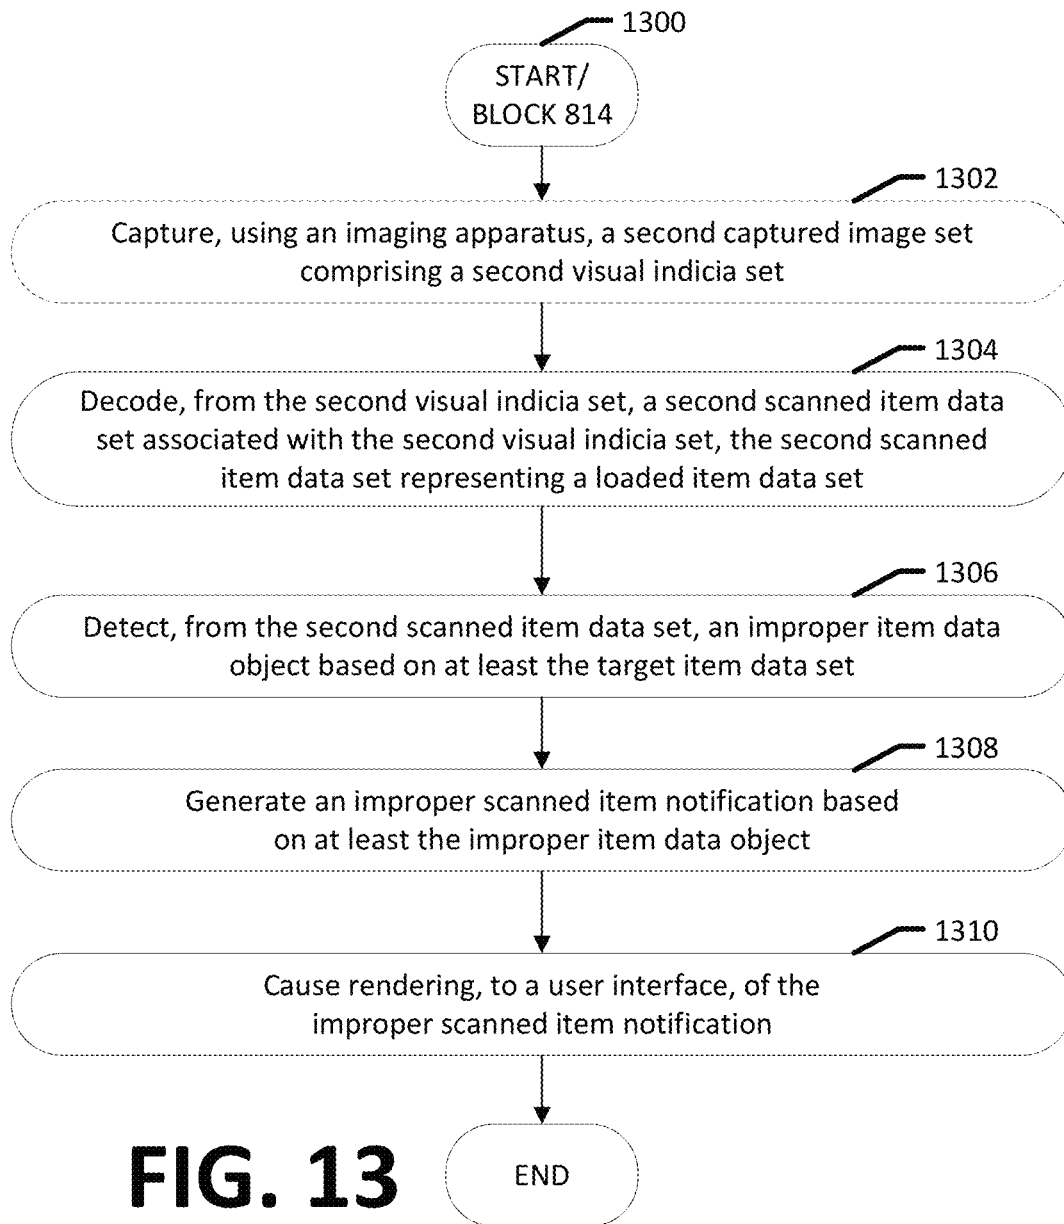 1300
START/
BLOCK 814
1302
Capture, using an imaging apparatus, a second captured image set
comprising a second visual indicia set
1304
Decode, from the second visual indicia set, a second scanned item data
set associated with the second visual indicia set, the second scanned
item data set representing a loaded item data set
1306
Detect, from the second scanned item data set, an improper item data
object based on at least the target item data set
1308
Generate an improper scanned item notification based
on at least the improper item data object
1310
Cause rendering, to a user interface, of the
improper scanned item notification
END
FIG. 13